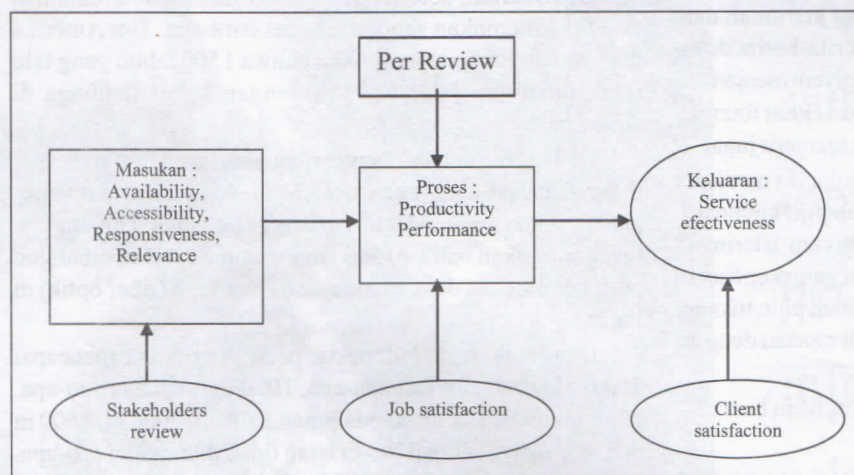 Per Review
Masukan :
Availability,
Accessibility,
Responsiveness,
Relevance
Proses :
Productivity
Performance
Keluaran :
Service
efectiveness
Stakeholders
review
Job satisfaction
Client
satisfaction